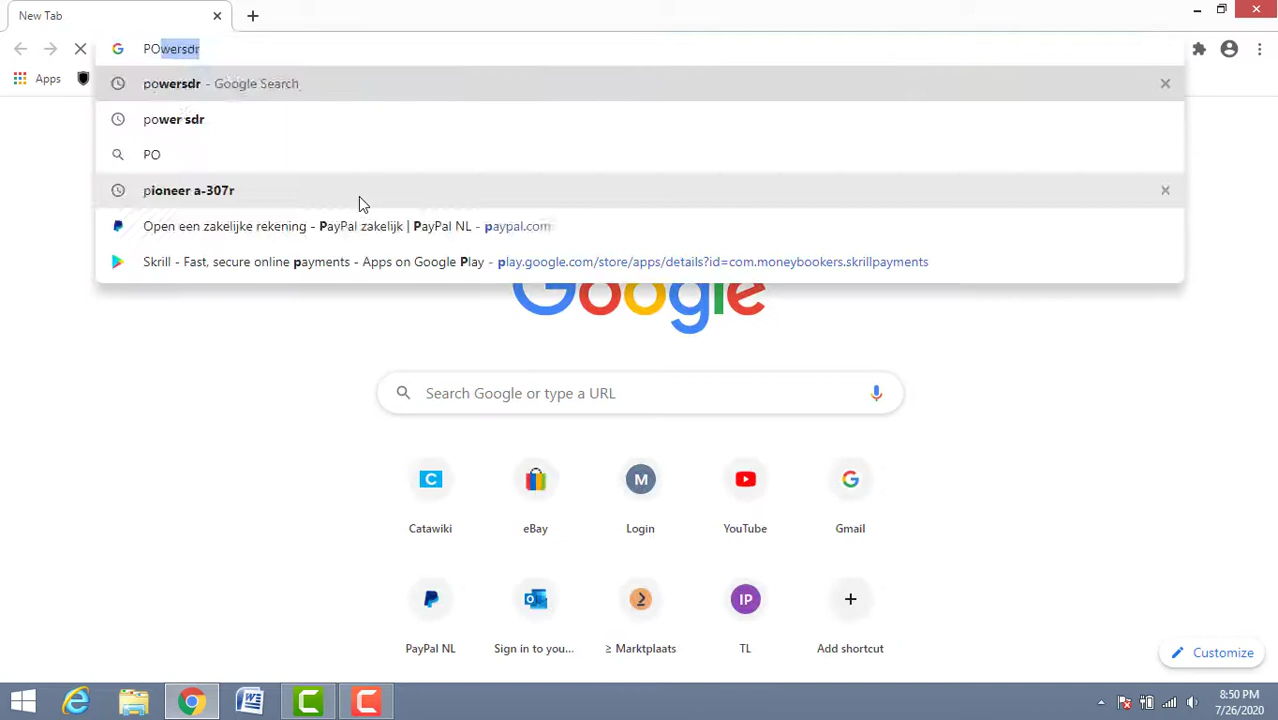 New Tab
POwersdr
Apps
powersdr - Google Search
power sdr
PO
pioneer a-307r
Open een zakelijke rekening - PayPal zakelijk | PayPal NL - paypal.com
Skrill - Fast, secure online payments - Apps on Google Play - play.google.com/store/apps/details?id=com.moneybookers.skrillpayments
Google
Search Google or type a URL
C
M
Catawiki
eBay
Login
YouTube
Gmail
IP
PayPal NL
Sign in to you...
≥ Marktplaats
TL
Add shortcut
Customize
8:50 PM
7/26/2020